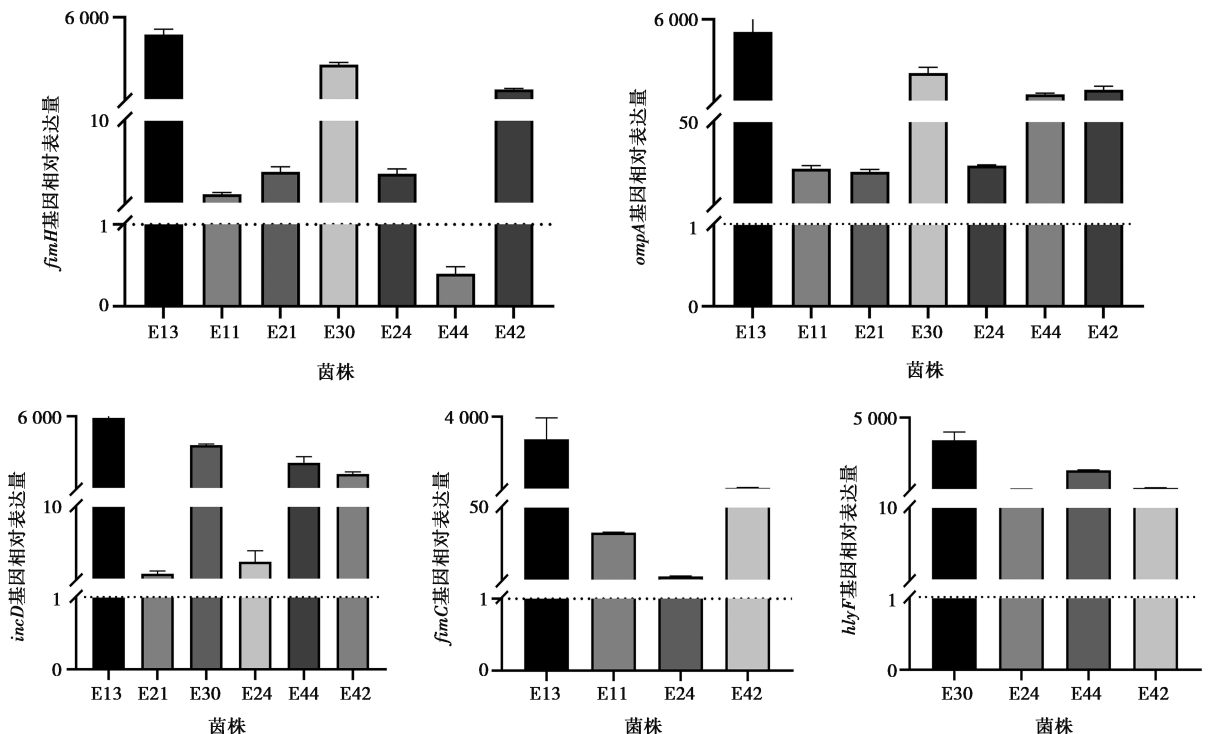 6 000
10
1
0
fimH基因相对表达量
E13 E11 E21 E30 E24 E44 E42
菌株
6 000
50
1
0
ompA基因相对表达量
E13 E11 E21 E30 E24 E44 E42
菌株
6 000
10
1
0
incD基因相对表达量
E13 E21 E30 E24 E44 E42
菌株
4 000
50
1
0
fimC基因相对表达量
E13 E11 E24 E42
菌株
5 000
10
1
0
hlyF基因相对表达量
E30 E24 E44 E42
菌株